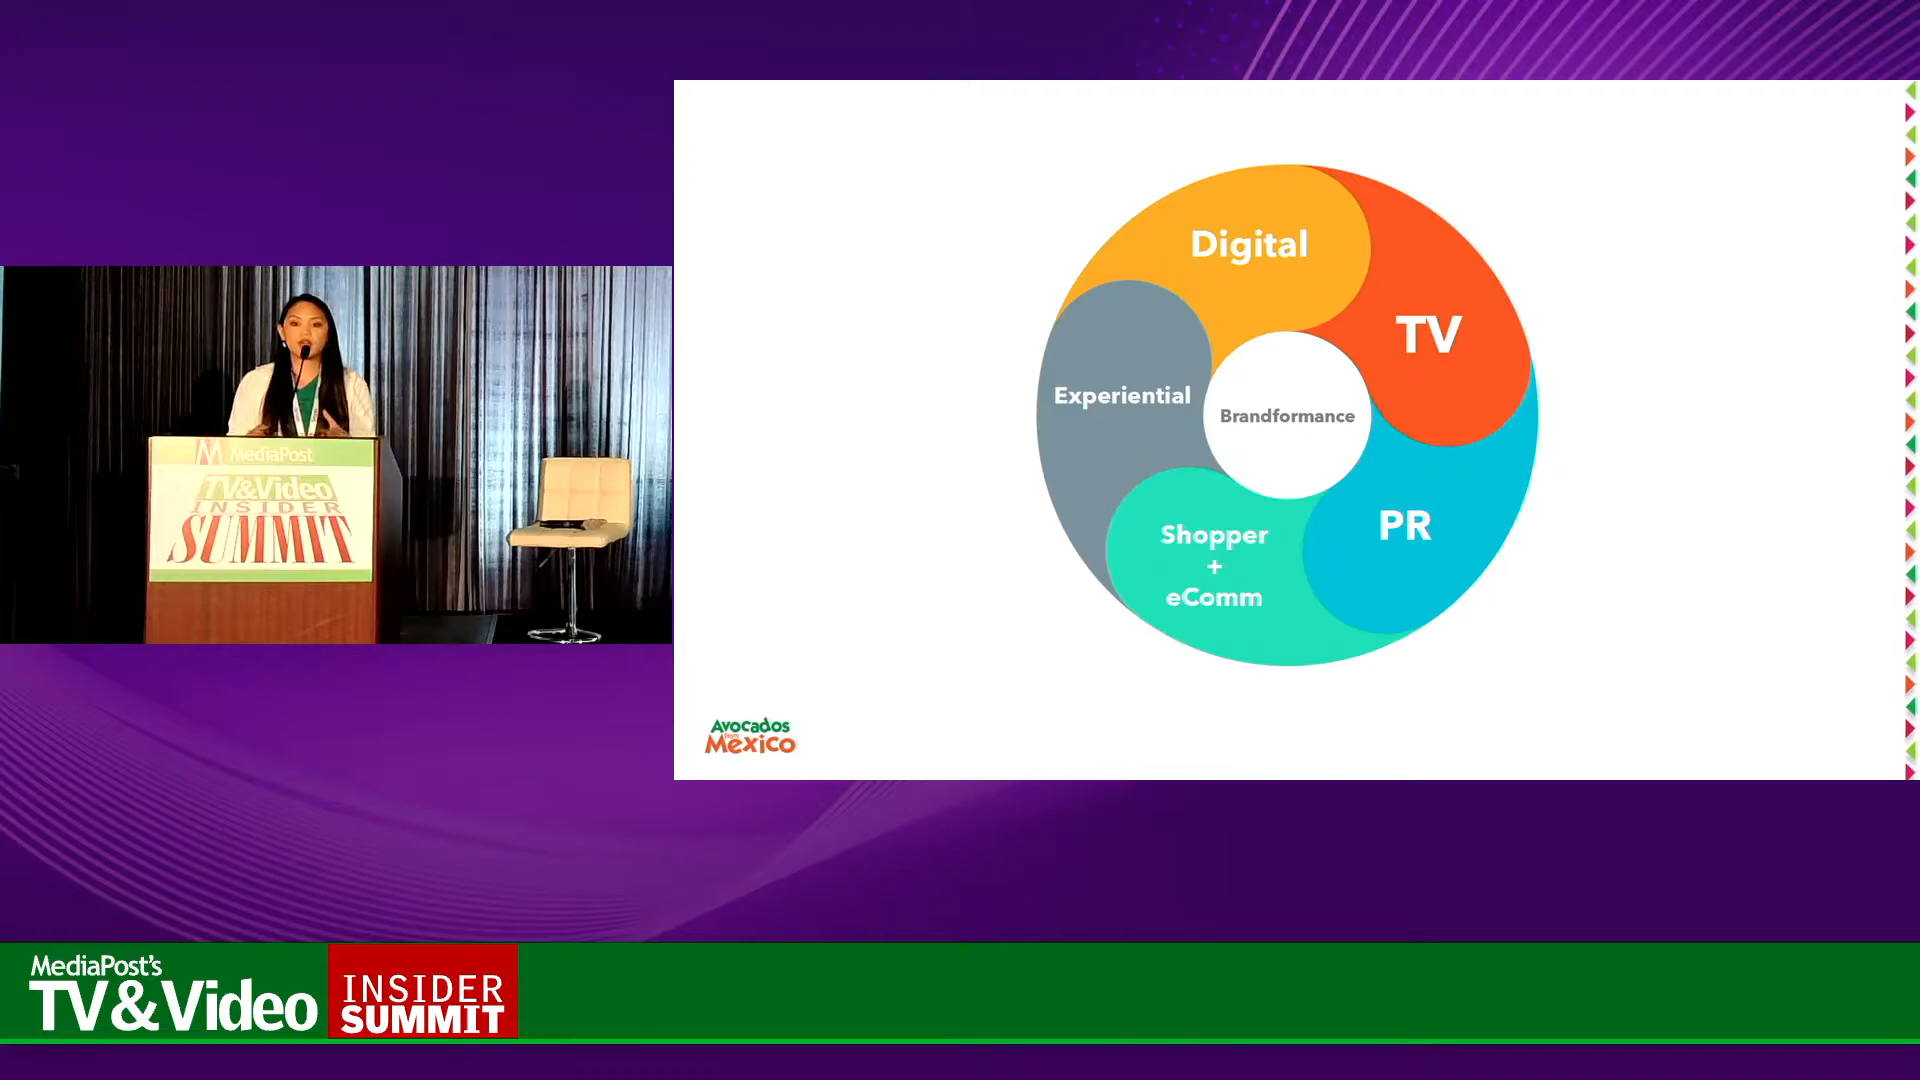 MediaPost
TV&Video
INSIDER
SUMMIT
Digital
TV
Experiential
Brandformance
PR
Shopper
+
eComm
Avocados
from
Mexico
MediaPost's
TV&Video
INSIDER
SUMMIT